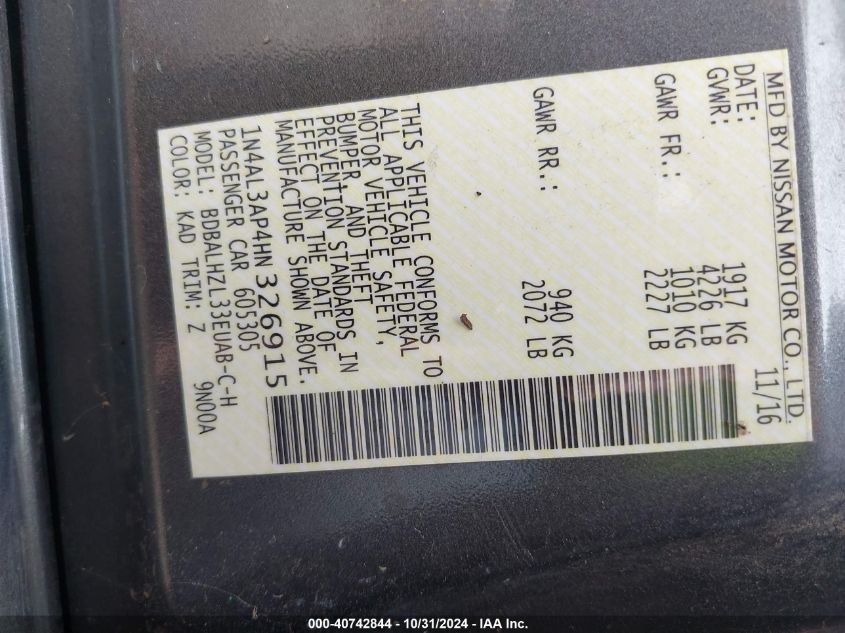 MFD BY NISSAN MOTOR CO., LTD.
DATE: 11/16
GVWR: 1917 KG
4226 LB
GAWR FR.: 1010 KG
2227 LB
GAWR RR.: 940 KG
2072 LB
THIS VEHICLE CONFORMS TO
ALL APPLICABLE FEDERAL
MOTOR VEHICLE SAFETY,
BUMPER, AND THEFT
PREVENTION STANDARDS IN
EFFECT ON THE DATE OF
MANUFACTURE SHOWN ABOVE.
1N4AL3AP4HN326915
PASSENGER CAR 605305
MODEL: BDBALHZL33EUAB-C-H
COLOR: KAD TRIM: Z 9N00A
000-40742844 - 10/31/2024 - IAA Inc.